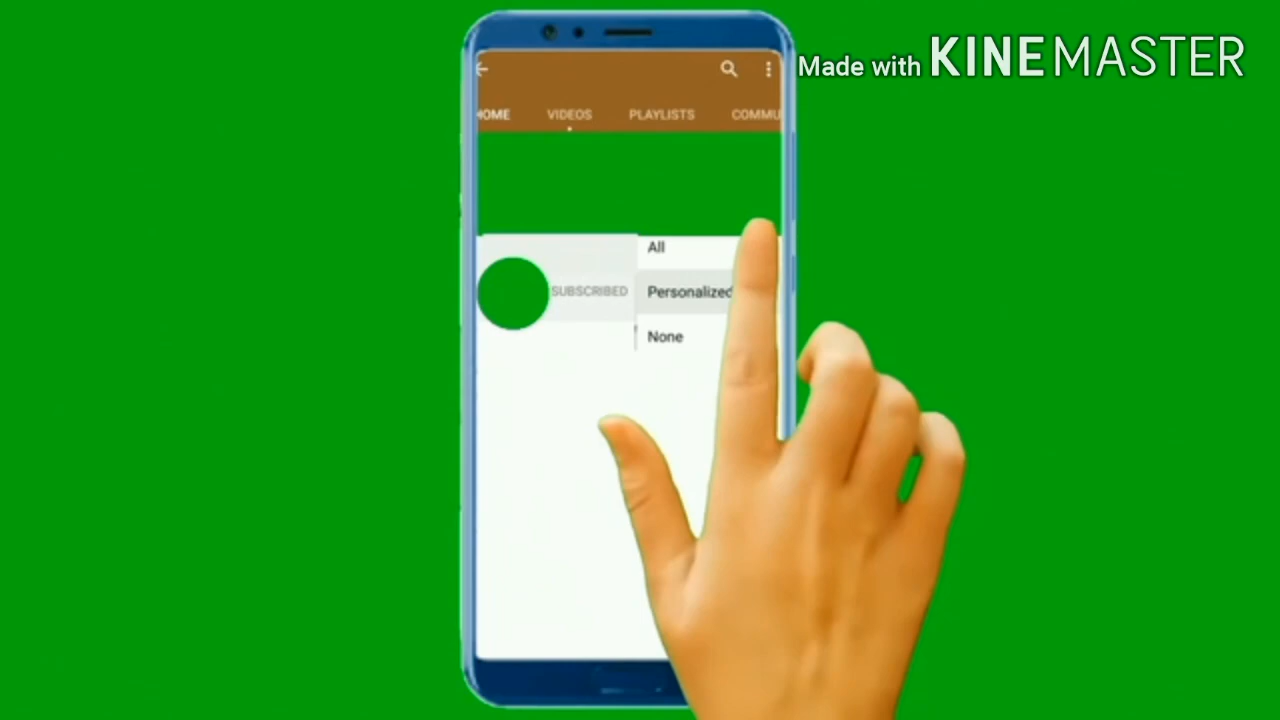 Made with KINEMASTER
HOME VIDEOS PLAYLISTS COMMU
All
SUBSCRIBED Personalized
None